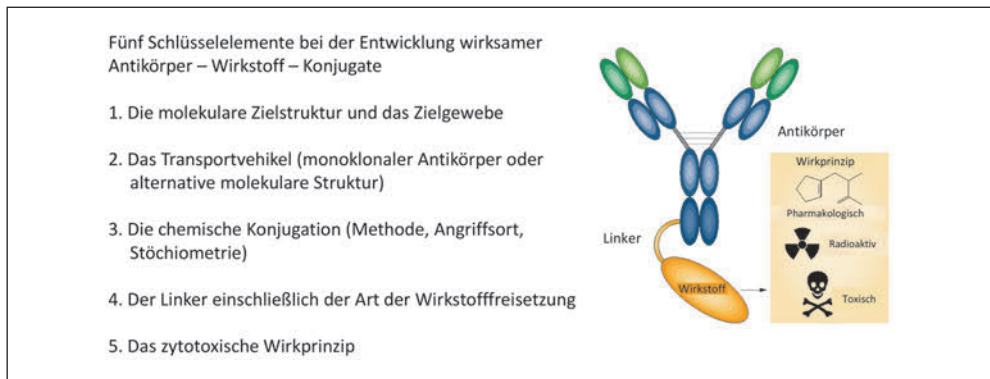 Fünf Schlüsselelemente bei der Entwicklung wirksamer
Antikörper – Wirkstoff – Konjugate
1. Die molekulare Zielstruktur und das Zielgewebe
2. Das Transportvehikel (monoklonaler Antikörper oder
alternative molekulare Struktur)
3. Die chemische Konjugation (Methode, Angriffsort,
Stöchiometrie)
4. Der Linker einschließlich der Art der Wirkstofffreisetzung
5. Das zytotoxische Wirkprinzip
Antikörper
Wirkprinzip
Pharmakologisch
Linker
Radioaktiv
Wirkstoff
Toxisch